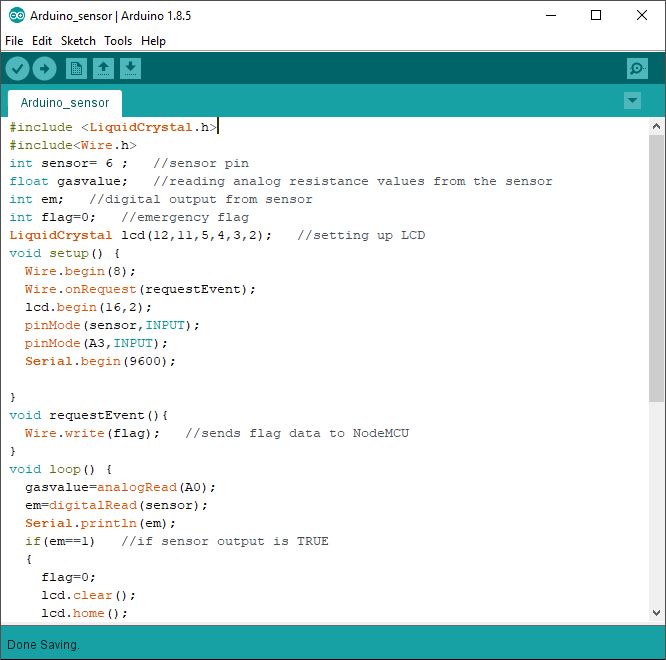 Arduino_sensor | Arduino 1.8.5
File Edit Sketch Tools Help
Arduino_sensor
#include <LiquidCrystal.h>
#include<Wire.h>
int sensor= 6 ;   //sensor pin
float gasvalue;   //reading analog resistance values from the sensor
int em;   //digital output from sensor
int flag=0;   //emergency flag
LiquidCrystal lcd(12,11,5,4,3,2);   //setting up LCD
void setup() {
  Wire.begin(8);
  Wire.onRequest(requestEvent);
  lcd.begin(16,2);
  pinMode(sensor,INPUT);
  pinMode(A3,INPUT);
  Serial.begin(9600);

}
void requestEvent(){
  Wire.write(flag);   //sends flag data to NodeMCU
}
void loop() {
  gasvalue=analogRead(A0);
  em=digitalRead(sensor);
  Serial.println(em);
  if(em==1)   //if sensor output is TRUE
  {
    flag=0;
    lcd.clear();
    lcd.home();
Done Saving.